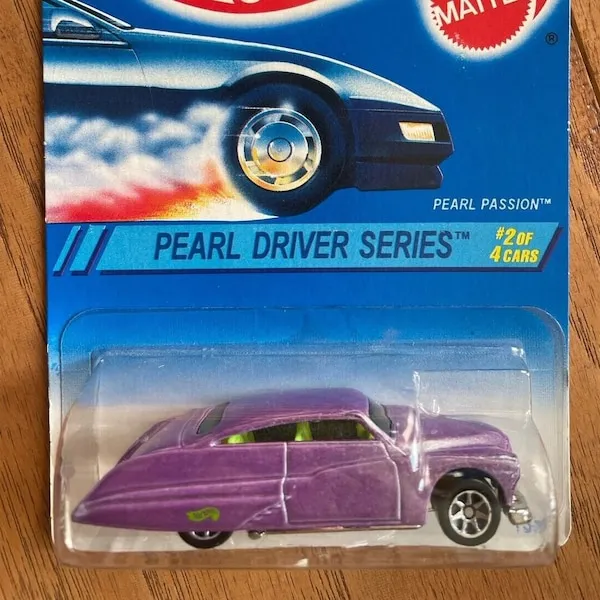 MATTEL
®
PEARL PASSION™
PEARL DRIVER SERIES™
#2 OF
4 CARS